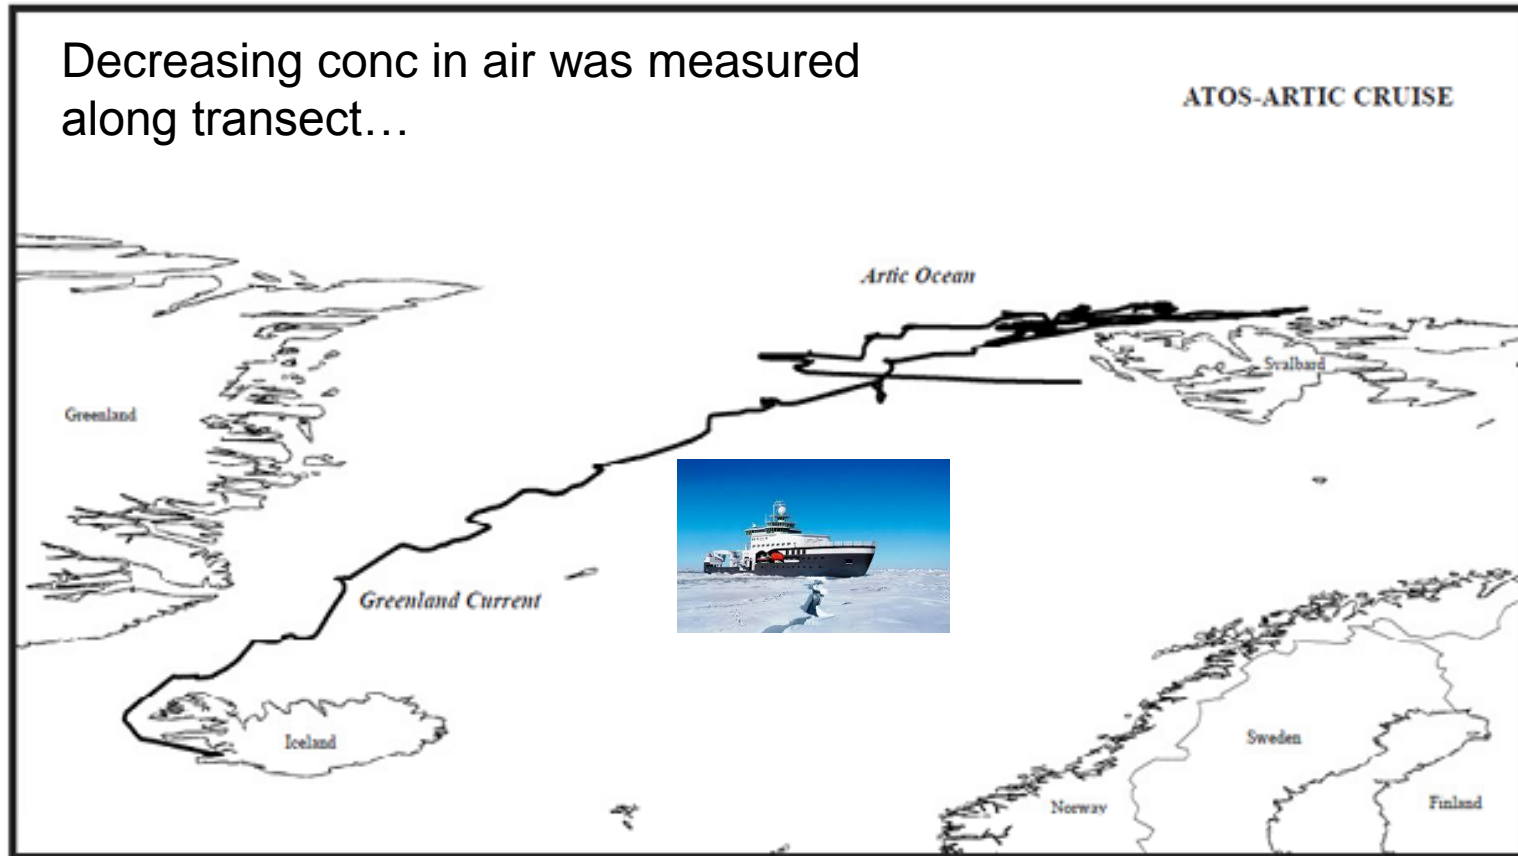 Decreasing conc in air was measured
along transect…
ATOS-ARTIC CRUISE
Artic Ocean
Svalbard
Greenland
Greenland Current
Iceland
Sweden
Norway
Finland